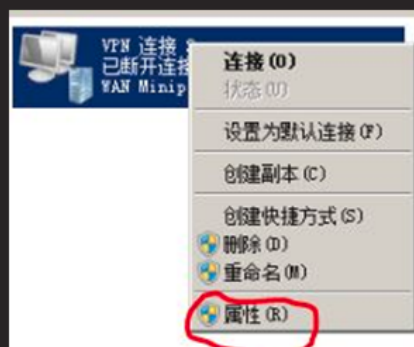 VPN 连接
已断开连接
WAN Minip
连接(O)
状态(U)
设置为默认连接(F)
创建副本(C)
创建快捷方式(S)
删除(D)
重命名(M)
属性(R)